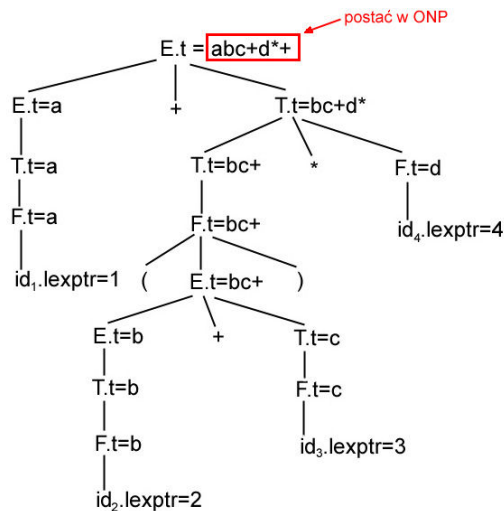 postać w ONP
E.t = abc+d*+
E.t=a + T.t=bc+d*
T.t=a T.t=bc+ * F.t=d
F.t=a F.t=bc+ id₄.lexptr=4
id₁.lexptr=1 ( E.t=bc+ )
E.t=b + T.t=c
T.t=b F.t=c
F.t=b id₃.lexptr=3
id₂.lexptr=2